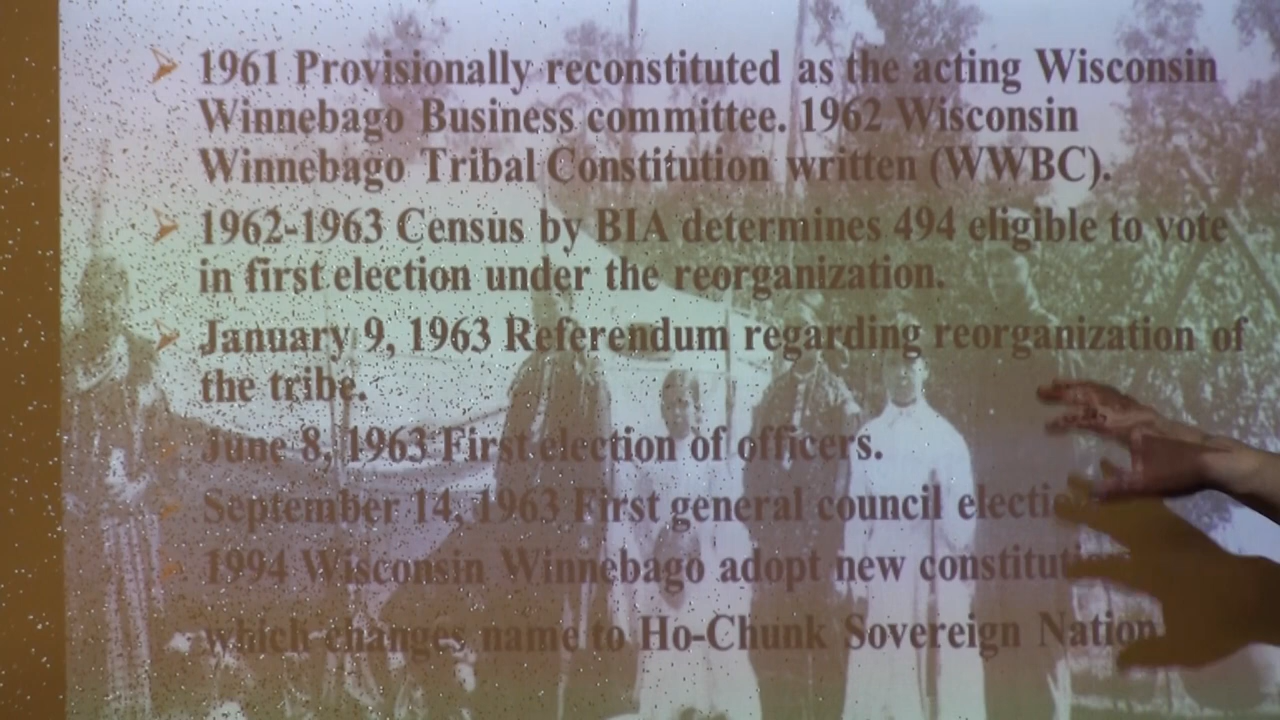 1961 Provisionally reconstituted as the acting Wisconsin
Winnebago Business committee. 1962 Wisconsin
Winnebago Tribal Constitution written (WWBC).
1962-1963 Census by BIA determines 494 eligible to vote
in first election under the reorganization.
January 9, 1963 Referendum regarding reorganization of
the tribe.
June 8, 1963 First election of officers.
September 14, 1963 First general council
1994 Wisconsin Winnebago adopt new
which changes name to Ho-Chunk Sovereign Nation